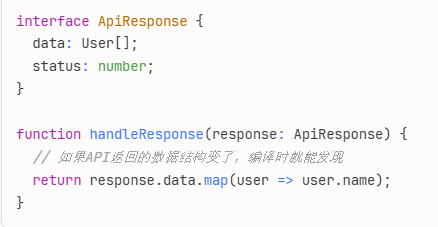 interface ApiResponse {
  data: User[];
  status: number;
}

function handleResponse(response: ApiResponse) {
  // 如果API返回的数据结构变了，编译时就能发现
  return response.data.map(user => user.name);
}